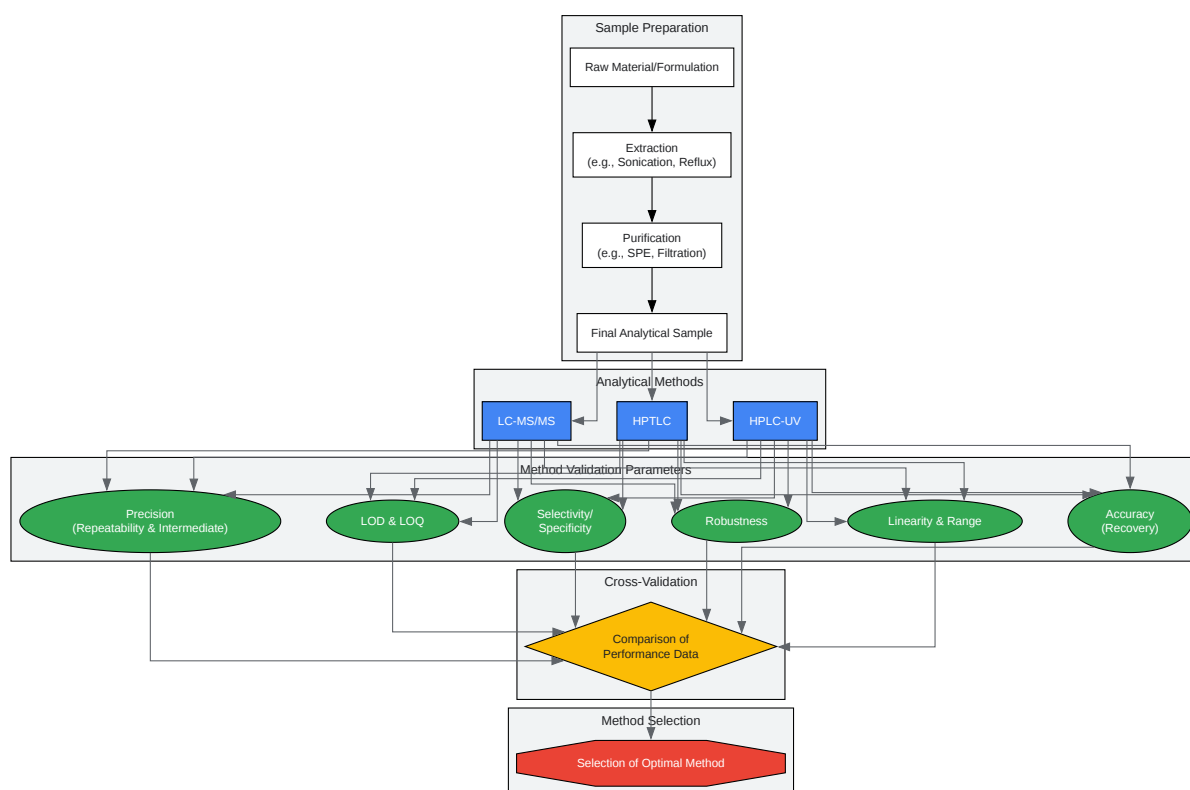 Sample Preparation
Raw Material/Formulation
Extraction
(e.g., Sonication, Reflux)
Purification
(e.g., SPE, Filtration)
Final Analytical Sample
Analytical Methods
LC-MS/MS
HPTLC
HPLC-UV
Method Validation Parameters
Precision
(Repeatability & Intermediate)
LOD & LOQ
Selectivity/
Specificity
Robustness
Linearity & Range
Accuracy
(Recovery)
Cross-Validation
Comparison of
Performance Data
Method Selection
Selection of Optimal Method